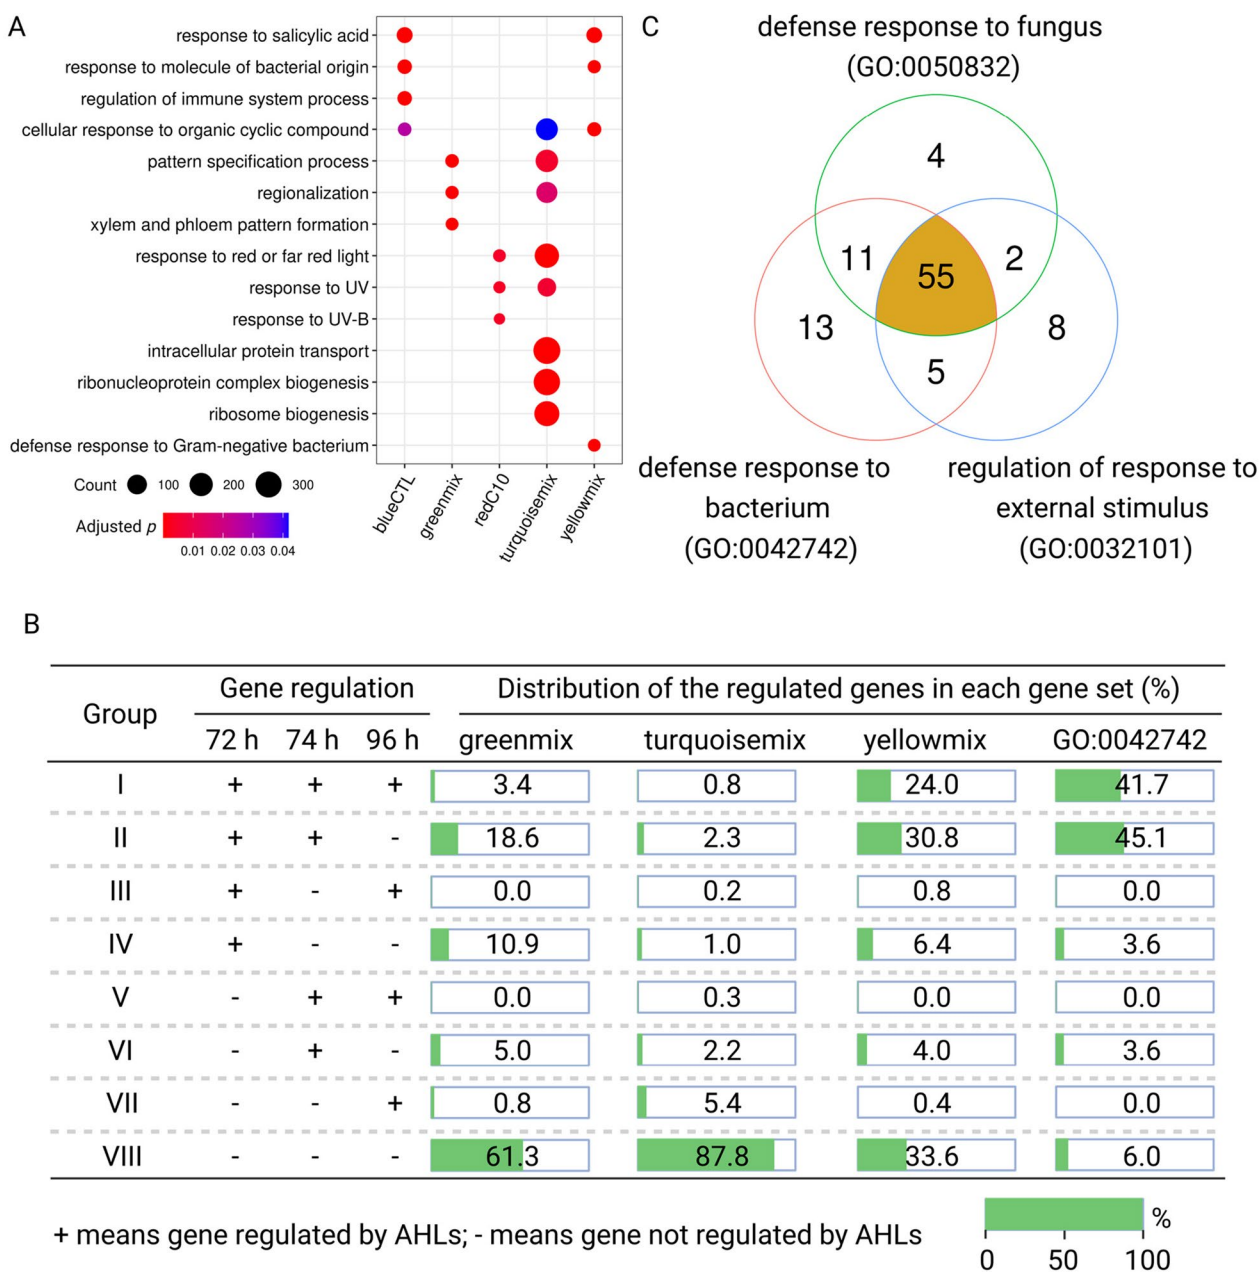 A
response to salicylic acid
response to molecule of bacterial origin
regulation of immune system process
cellular response to organic cyclic compound
pattern specification process
regionalization
xylem and phloem pattern formation
response to red or far red light
response to UV
response to UV-B
intracellular protein transport
ribonucleoprotein complex biogenesis
ribosome biogenesis
defense response to Gram-negative bacterium
blueCTL greenmix redC10 turquoisemix yellowmix
Count 100 200 300
Adjusted p
0.01 0.02 0.03 0.04
C
defense response to fungus
(GO:0050832)
4
11 55 2
13 8
5
defense response to
bacterium
(GO:0042742)
regulation of response to
external stimulus
(GO:0032101)
B
Group Gene regulation Distribution of the regulated genes in each gene set (%)
72 h 74 h 96 h greenmix turquoisemix yellowmix GO:0042742
I + + + 3.4 0.8 24.0 41.7
II + + - 18.6 2.3 30.8 45.1
III + - + 0.0 0.2 0.8 0.0
IV + - - 10.9 1.0 6.4 3.6
V - + + 0.0 0.3 0.0 0.0
VI - + - 5.0 2.2 4.0 3.6
VII - - + 0.8 5.4 0.4 0.0
VIII - - - 61.3 87.8 33.6 6.0
+ means gene regulated by AHLs; - means gene not regulated by AHLs
%
0 50 100